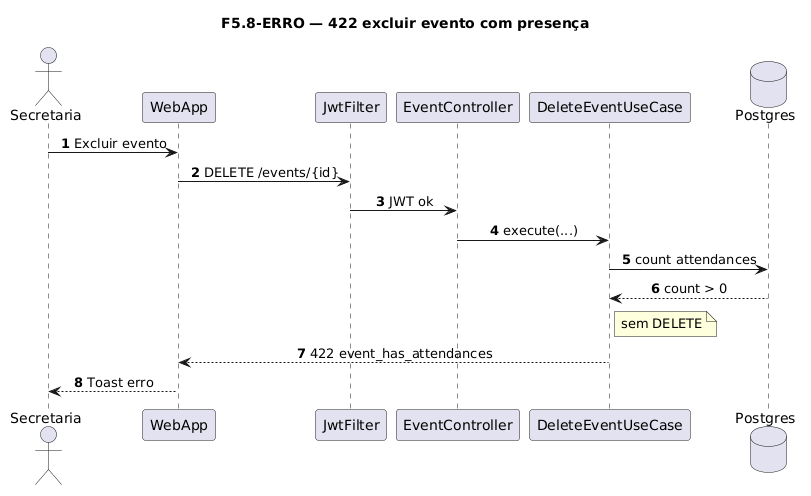 F5.8-ERRO — 422 excluir evento com presença
Secretaria
WebApp
JwtFilter
EventController
DeleteEventUseCase
Postgres
1 Excluir evento
2 DELETE /events/{id}
3 JWT ok
4 execute(...)
5 count attendances
6 count > 0
sem DELETE
7 422 event_has_attendances
8 Toast erro
Secretaria
WebApp
JwtFilter
EventController
DeleteEventUseCase
Postgres